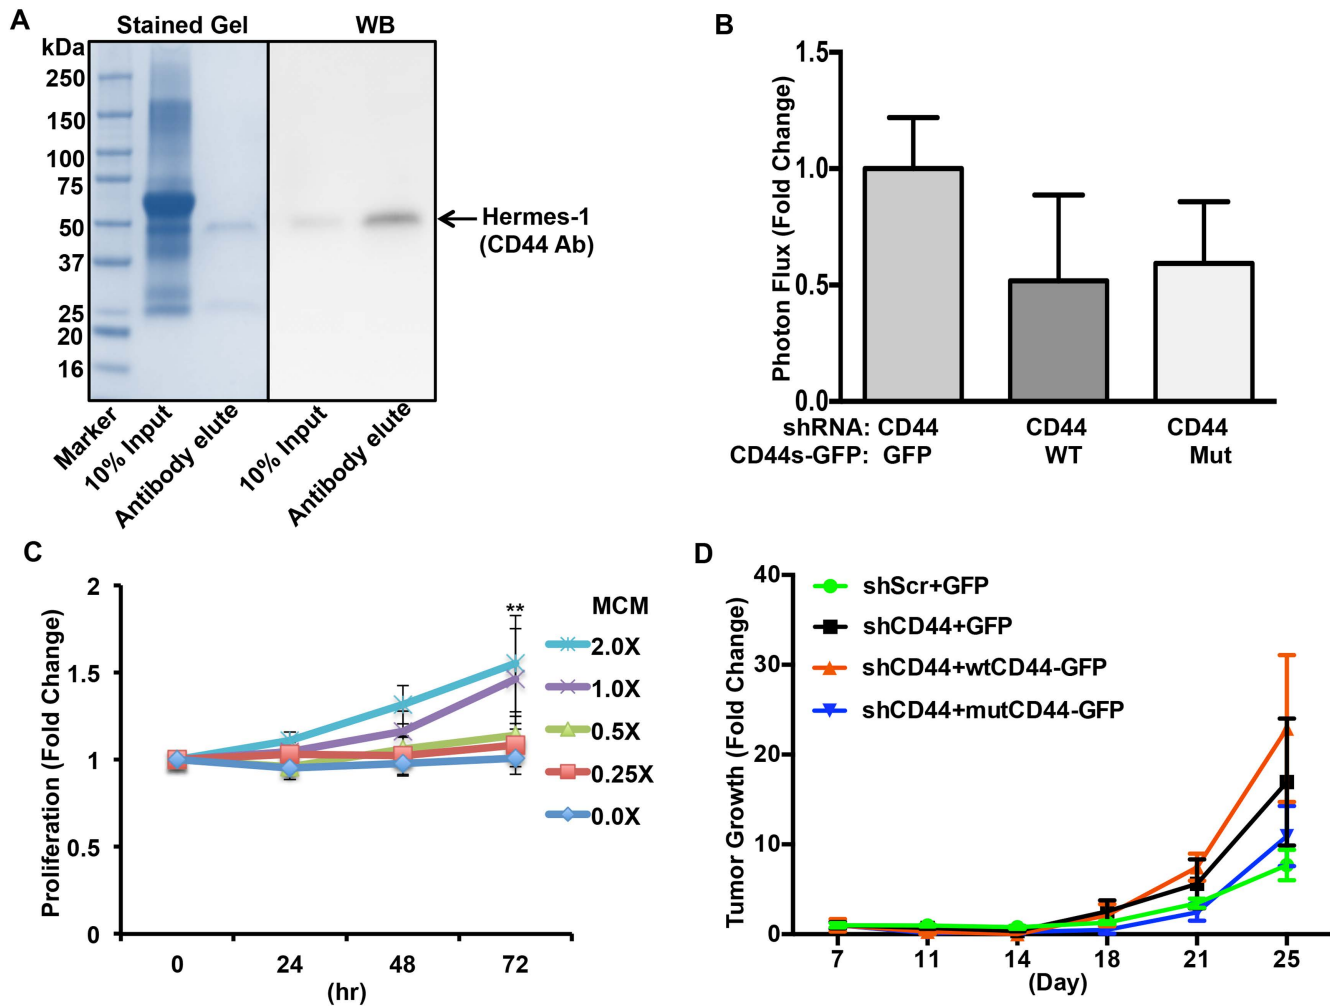 A
Stained Gel
WB
kDa
250
150
100
75
50
37
25
20
16
Hermes-1
(CD44 Ab)
Marker
10% Input
Antibody elute
10% Input
Antibody elute
B
Photon Flux (Fold Change)
1.5
1.0
0.5
0.0
shRNA: CD44 CD44 CD44
CD44s-GFP: GFP WT Mut
C
Proliferation (Fold Change)
2
1.5
1
0.5
0
**
MCM
2.0X
1.0X
0.5X
0.25X
0.0X
0 24 48 72
(hr)
D
Tumor Growth (Fold Change)
40
30
20
10
0
shScr+GFP
shCD44+GFP
shCD44+wtCD44-GFP
shCD44+mutCD44-GFP
7 11 14 18 21 25
(Day)